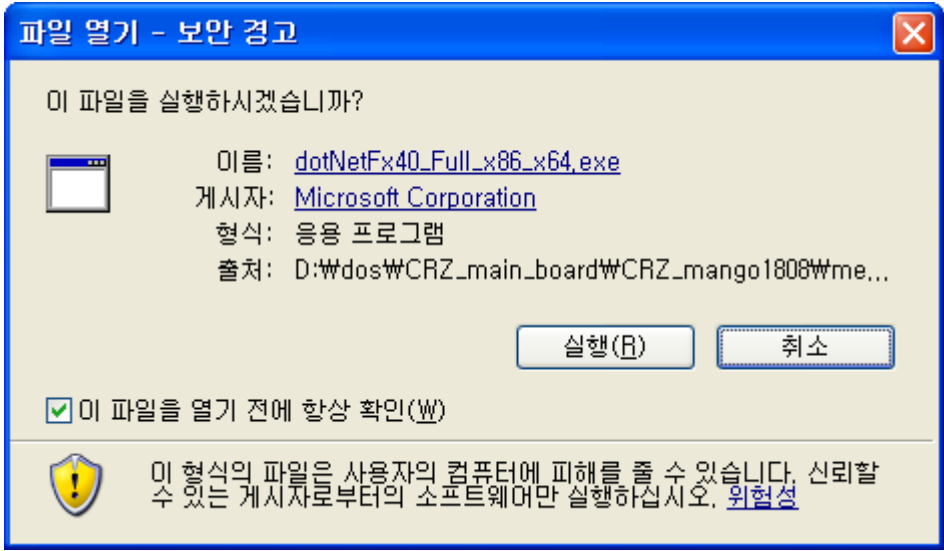 파일 열기 - 보안 경고
이 파일을 실행하시겠습니까?
이름: dotNetFx40_Full_x86_x64.exe
게시자: Microsoft Corporation
형식: 응용 프로그램
출처: D:₩dos₩CRZ_main_board₩CRZ_mango1808₩me...
실행(R) 취소
이 파일을 열기 전에 항상 확인(W)
이 형식의 파일은 사용자의 컴퓨터에 피해를 줄 수 있습니다. 신뢰할
수 있는 게시자로부터의 소프트웨어만 실행하십시오. 위험성